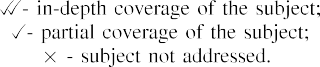 ✓✓- in-depth coverage of the subject;
✓- partial coverage of the subject;
× - subject not addressed.